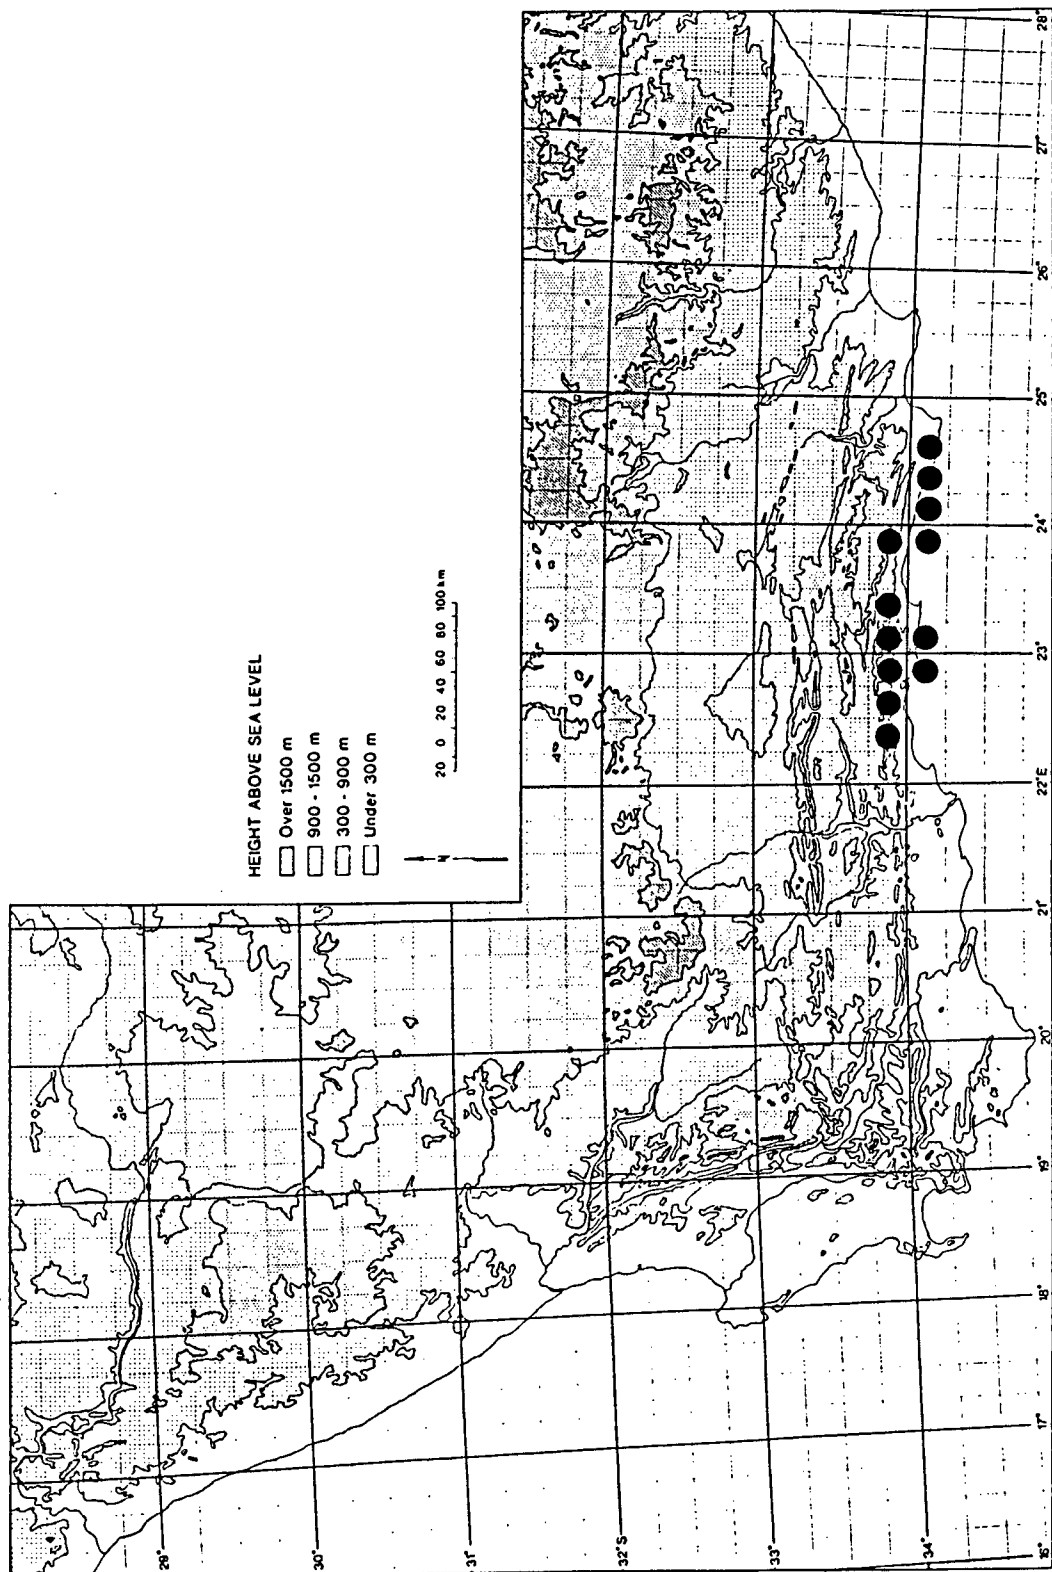 HEIGHT ABOVE SEA LEVEL
Over 1500 m
900 - 1500 m
300 - 900 m
Under 300 m
N
20 0 20 40 60 80 100 km
29°
30°
31°
32°S
33°
34°
16°
17°
18°
19°
20°
21°
22°E
23°
24°
25°
26°
27°
28°